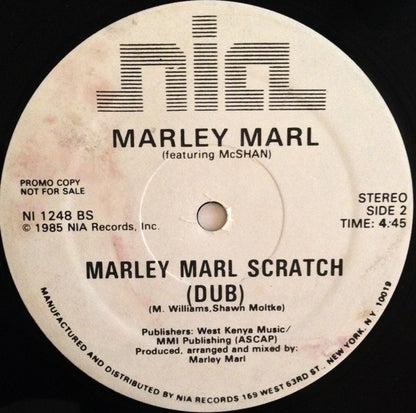 nia
MARLEY MARL
(featuring McSHAN)
PROMO COPY
NOT FOR SALE
NI 1248 BS
© 1985 NIA Records, Inc.
STEREO
SIDE 2
TIME: 4:45
MARLEY MARL SCRATCH
(DUB)
(M. Williams,Shawn Moltke)
Publishers: West Kenya Music/
MMI Publishing (ASCAP)
Produced, arranged and mixed by:
Marley Marl
MANUFACTURED AND DISTRIBUTED BY NIA RECORDS 169 WEST 63RD ST., NEW YORK, NY 10019